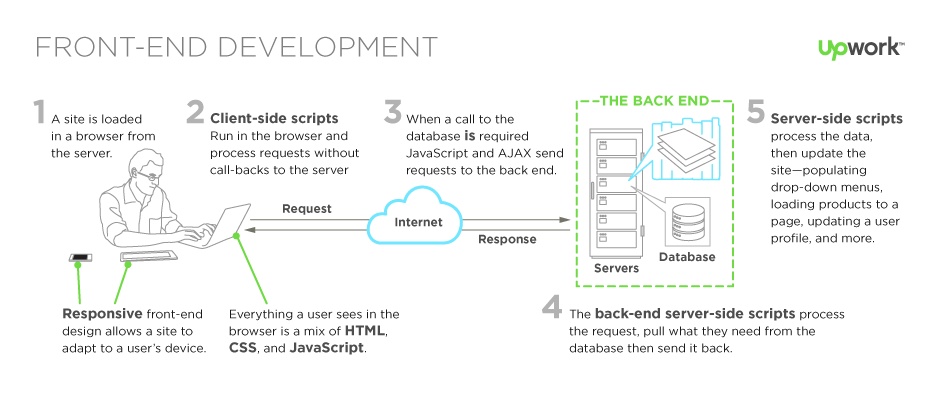 FRONT-END DEVELOPMENT
Upwork™
1
A site is loaded
in a browser from
the server.
2
Client-side scripts
Run in the browser and
process requests without
call-backs to the server
3
When a call to the
database is required
JavaScript and AJAX send
requests to the back end.
THE BACK END
Servers
Database
5
Server-side scripts
process the data,
then update the
site—populating
drop-down menus,
loading products to a
page, updating a user
profile, and more.
Request
Internet
Response
Responsive front-end
design allows a site to
adapt to a user's device.
Everything a user sees in the
browser is a mix of HTML,
CSS, and JavaScript.
4
The back-end server-side scripts process
the request, pull what they need from the
database then send it back.